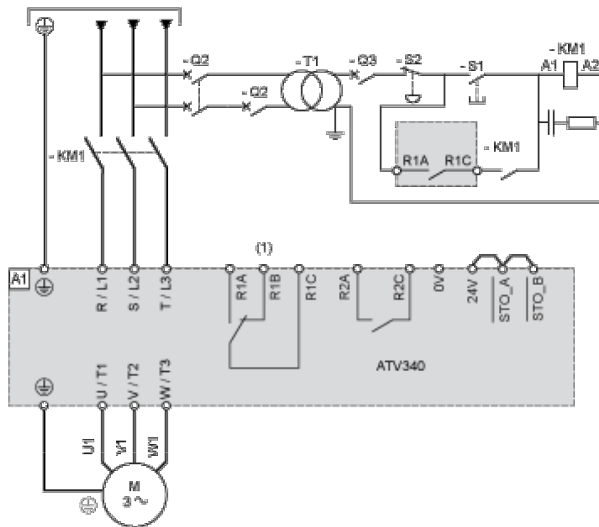 - Q2
- T1
- Q3
- S2
- S1
- KM1
A1
A2
- Q2
- KM1
R1A
R1C
- KM1
(1)
A1
R / L1
S / L2
T / L3
R1A
R1B
R1C
R2A
R2C
0V
24V
STO_A
STO_B
ATV340
U / T1
V / T2
W / T3
U1
V1
W1
M
3 ~